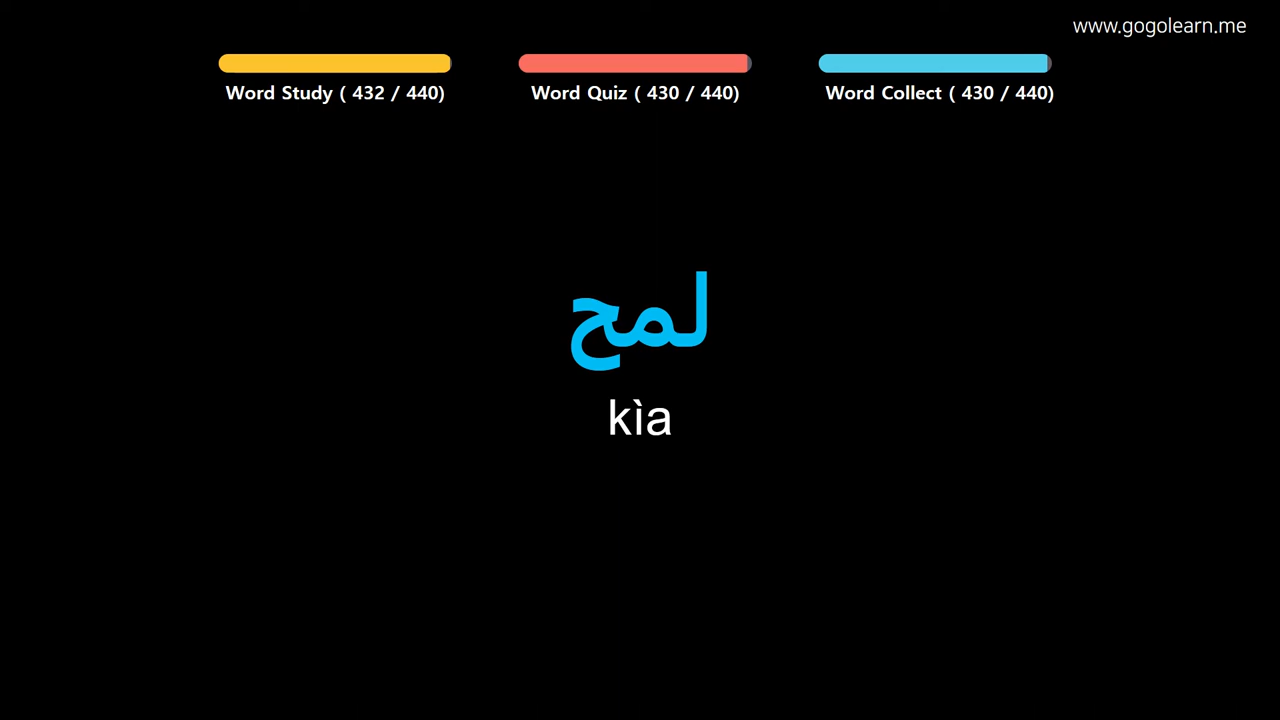 www.gogolearn.me
Word Study ( 432 / 440)
Word Quiz ( 430 / 440)
Word Collect ( 430 / 440)
لمح
kìa